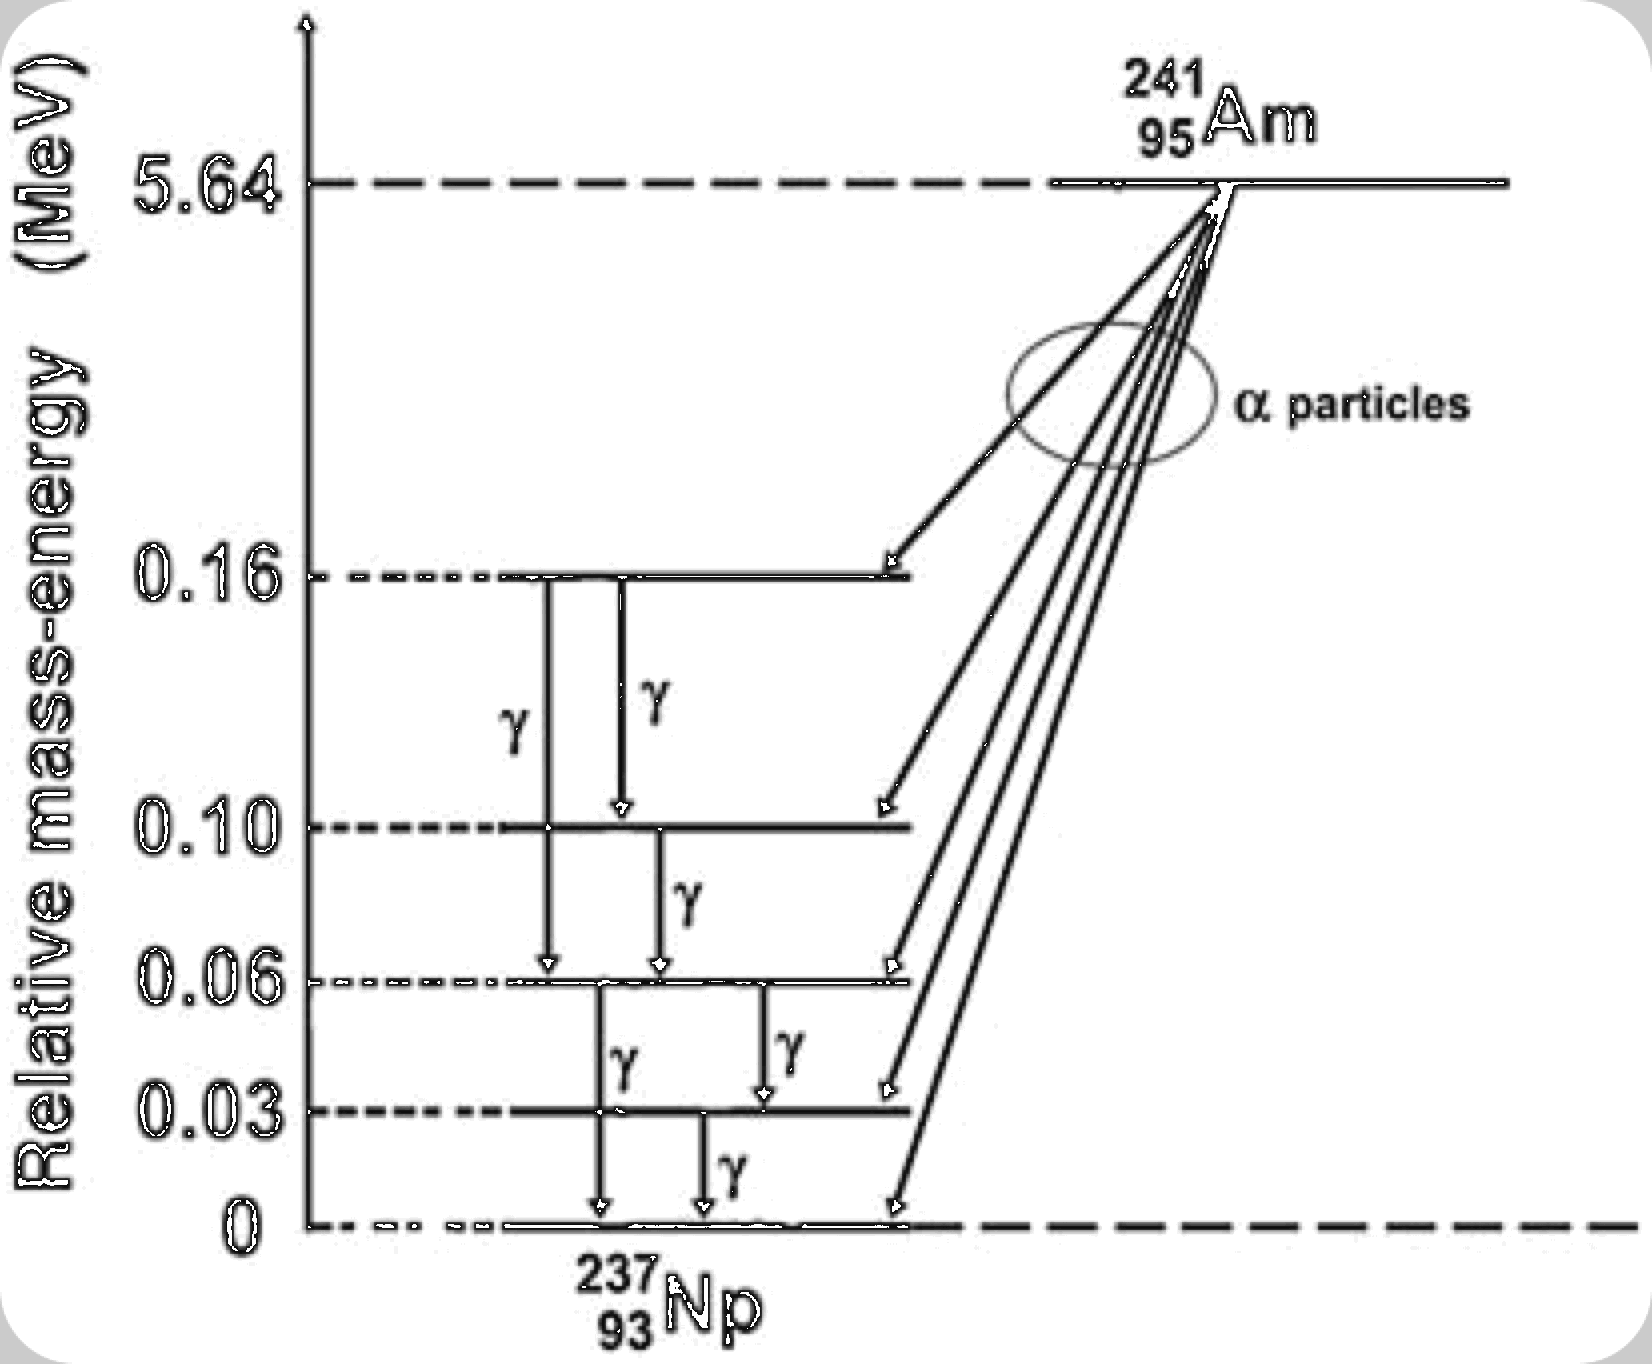 Relative mass-energy (MeV)
241
95Am
5.64
α particles
0.16
γ
γ
0.10
γ
0.06
γ
γ
0.03
γ
0
237
93Np